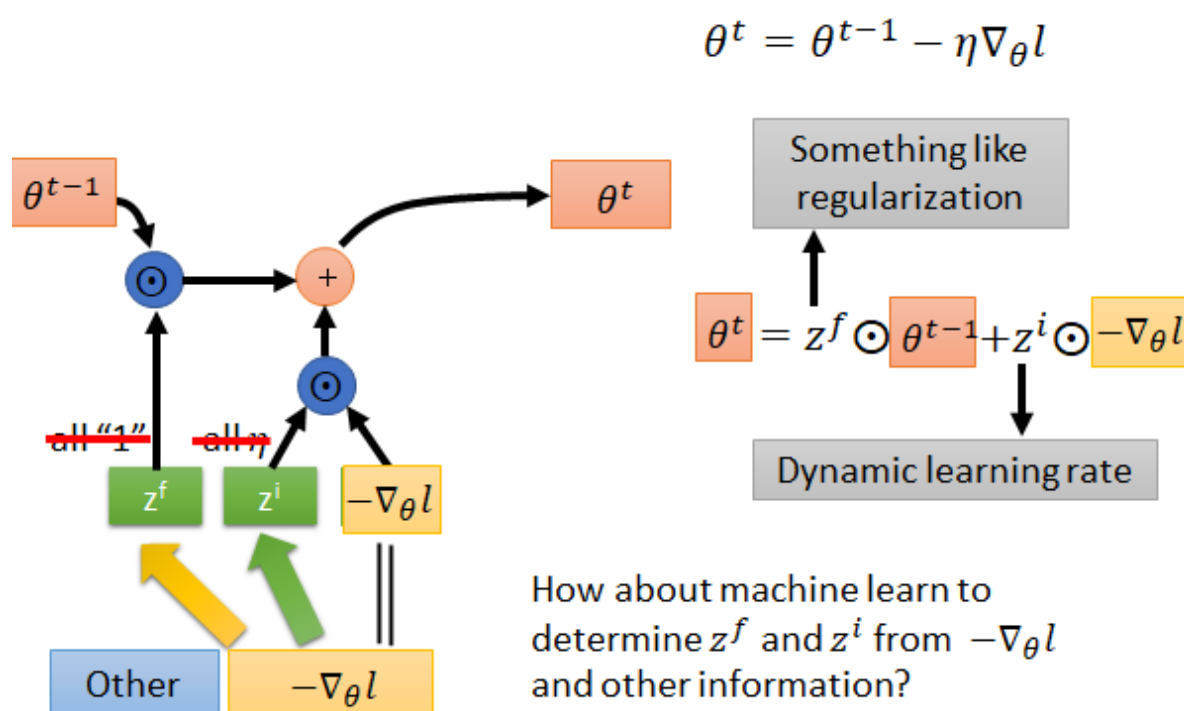 θ^t = θ^{t−1} − η∇_θ l
Something like
regularization
θ^{t−1}
θ^t
⊙
+
θ^t = z^f ⊙ θ^{t−1} + z^i ⊙ −∇_θ l
⊙
all “1”
all η
Dynamic learning rate
z^f
z^i
−∇_θ l
How about machine learn to
determine z^f and z^i from −∇_θ l
and other information?
Other
−∇_θ l